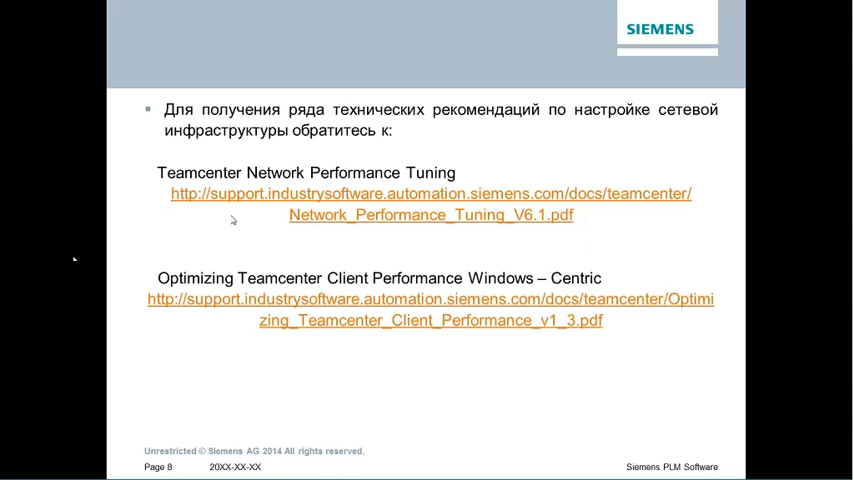 SIEMENS
▪ Для получения ряда технических рекомендаций по настройке сетевой
инфраструктуры обратитесь к:
Teamcenter Network Performance Tuning
http://support.industrysoftware.automation.siemens.com/docs/teamcenter/
Network_Performance_Tuning_V6.1.pdf
Optimizing Teamcenter Client Performance Windows – Centric
http://support.industrysoftware.automation.siemens.com/docs/teamcenter/Optimi
zing_Teamcenter_Client_Performance_v1_3.pdf
Unrestricted © Siemens AG 2014 All rights reserved.
Page 8 20XX-XX-XX Siemens PLM Software